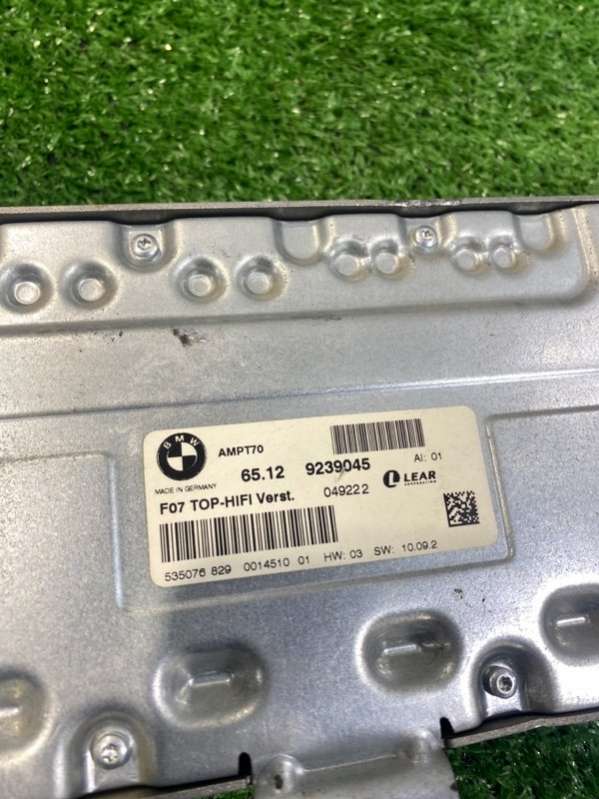 BMW
AMPT70
AI: 01
65.12 9239045
MADE IN GERMANY
F07 TOP-HIFI Verst.
049222
LEAR
CORPORATION
535076 829 0014510 01 HW: 03 SW: 10.09.2